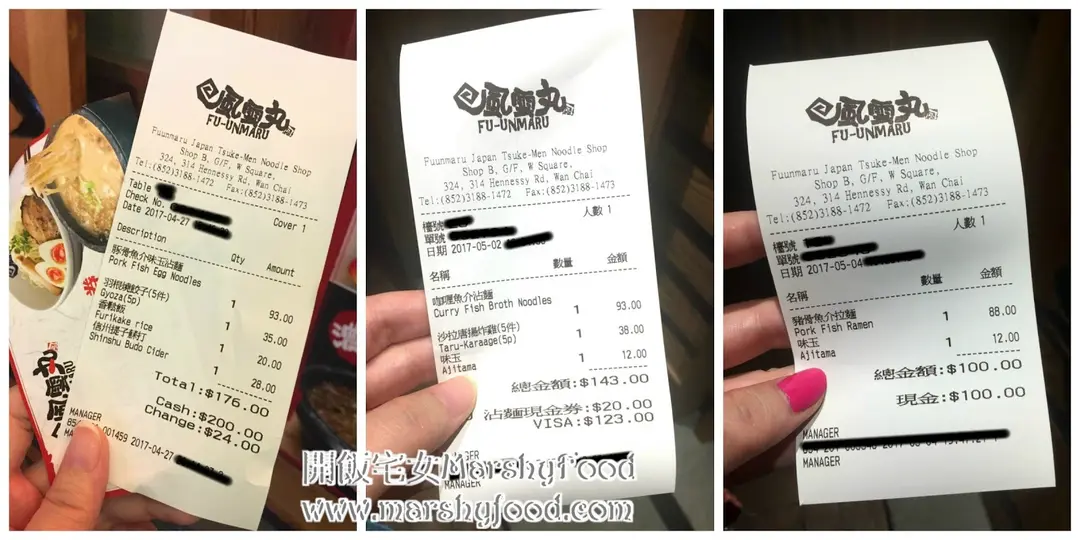 風雲丸
FU-UNMARU
Fuunmaru Japan Tsuke-Men Noodle Shop
Shop B, G/F, W Square,
324, 314 Hennessy Rd, Wan Chai
Tel:(852)3188-1472 Fax:(852)3188-1473
Table
Check No. Cover 1
Date 2017-04-27
Description Qty Amount
豚骨魚介味玉沾麵
Pork Fish Egg Noodles 1 93.00
羽根燒餃子(5件)
Gyoza(5p) 1 35.00
香鬆飯
Furikake rice 1 20.00
信州提子蘇打
Shinshu Budo Cider 1 28.00
Total:$176.00
Cash:$200.00
Change:$24.00
MANAGER
001459 2017-04-27
風雲丸
FU-UNMARU
Fuunmaru Japan Tsuke-Men Noodle Shop
Shop B, G/F, W Square,
324, 314 Hennessy Rd, Wan Chai
Tel:(852)3188-1472 Fax:(852)3188-1473
檯號 人數 1
單號
日期 2017-05-02
名稱 數量 金額
咖喱魚介沾麵
Curry Fish Broth Noodles 1 93.00
沙拉唐揚炸雞(5件)
Taru-Karaage(5p) 1 38.00
味玉
Ajitama 1 12.00
總金額:$143.00
沾麵現金券:$20.00
VISA:$123.00
MANAGER
風雲丸
FU-UNMARU
Fuunmaru Japan Tsuke-Men Noodle Shop
Shop B, G/F, W Square,
324, 314 Hennessy Rd, Wan Chai
Tel:(852)3188-1472 Fax:(852)3188-1473
檯號 人數 1
單號
日期 2017-05-04
名稱 數量 金額
豬骨魚介拉麵
Pork Fish Ramen 1 88.00
味玉
Ajitama 1 12.00
總金額:$100.00
現金:$100.00
MANAGER
MANAGER
開飯宅女MarshyFood
www.marshyfood.com